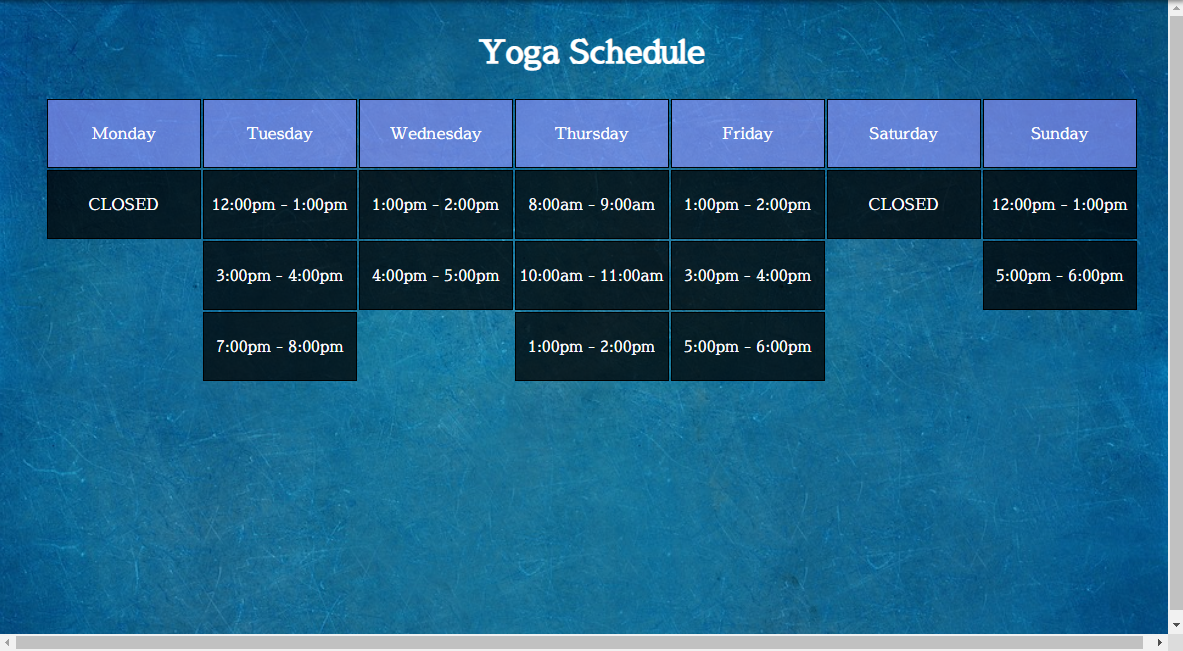 Yoga Schedule
Monday Tuesday Wednesday Thursday Friday Saturday Sunday
CLOSED 12:00pm - 1:00pm 1:00pm - 2:00pm 8:00am - 9:00am 1:00pm - 2:00pm CLOSED 12:00pm - 1:00pm
3:00pm - 4:00pm 4:00pm - 5:00pm 10:00am - 11:00am 3:00pm - 4:00pm 5:00pm - 6:00pm
7:00pm - 8:00pm 1:00pm - 2:00pm 5:00pm - 6:00pm